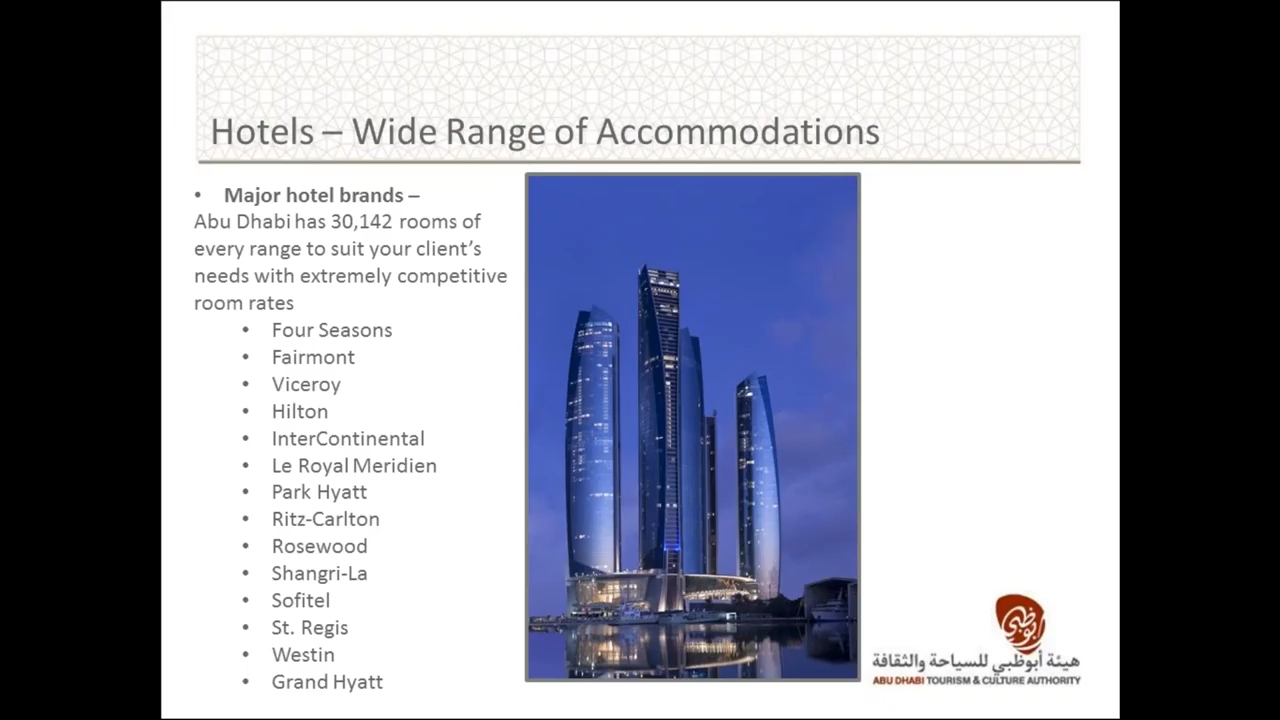 Hotels – Wide Range of Accommodations
• Major hotel brands –
Abu Dhabi has 30,142 rooms of
every range to suit your client's
needs with extremely competitive
room rates
• Four Seasons
• Fairmont
• Viceroy
• Hilton
• InterContinental
• Le Royal Meridien
• Park Hyatt
• Ritz-Carlton
• Rosewood
• Shangri-La
• Sofitel
• St. Regis
• Westin
• Grand Hyatt
أبوظبي
هيئة أبوظبي للسياحة والثقافة
ABU DHABI TOURISM & CULTURE AUTHORITY